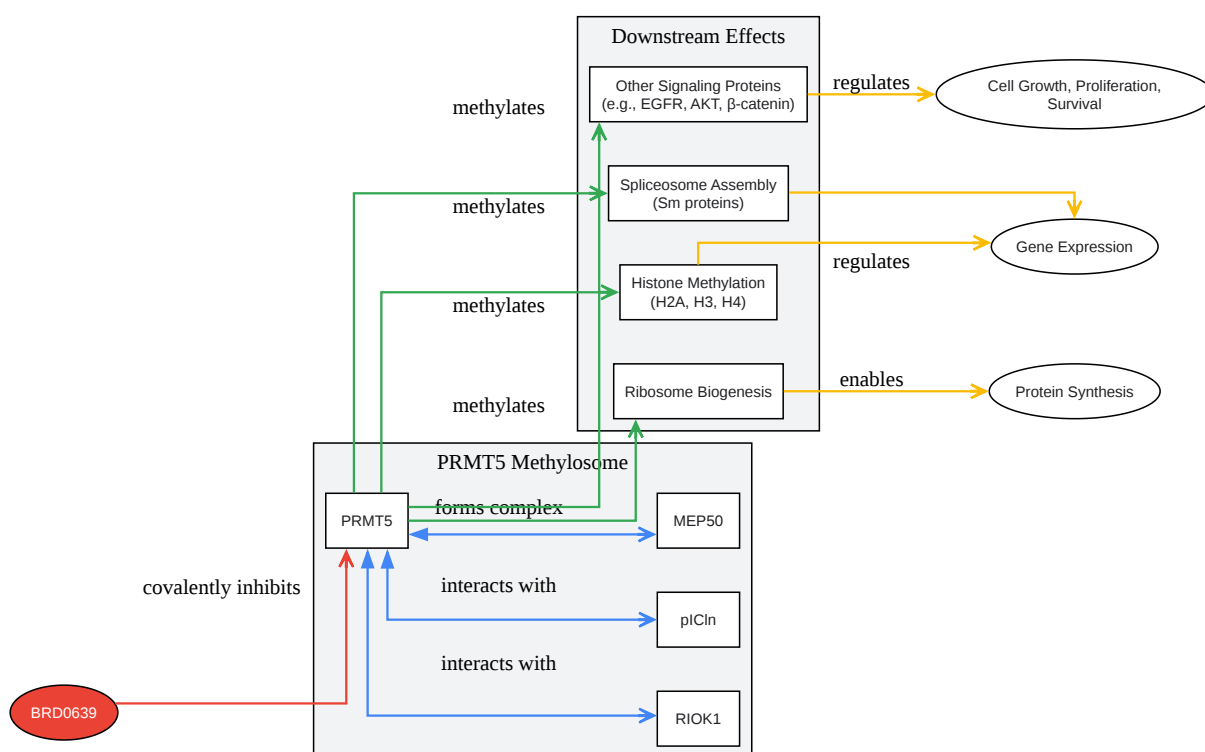 Downstream Effects
Other Signaling Proteins
(e.g., EGFR, AKT, β-catenin)
regulates
Cell Growth, Proliferation,
Survival
methylates
Spliceosome Assembly
(Sm proteins)
methylates
Gene Expression
regulates
Histone Methylation
(H2A, H3, H4)
methylates
enables
Ribosome Biogenesis
Protein Synthesis
methylates
PRMT5 Methylosome
forms complex
PRMT5
MEP50
covalently inhibits
interacts with
pICln
interacts with
BRD0639
RIOK1